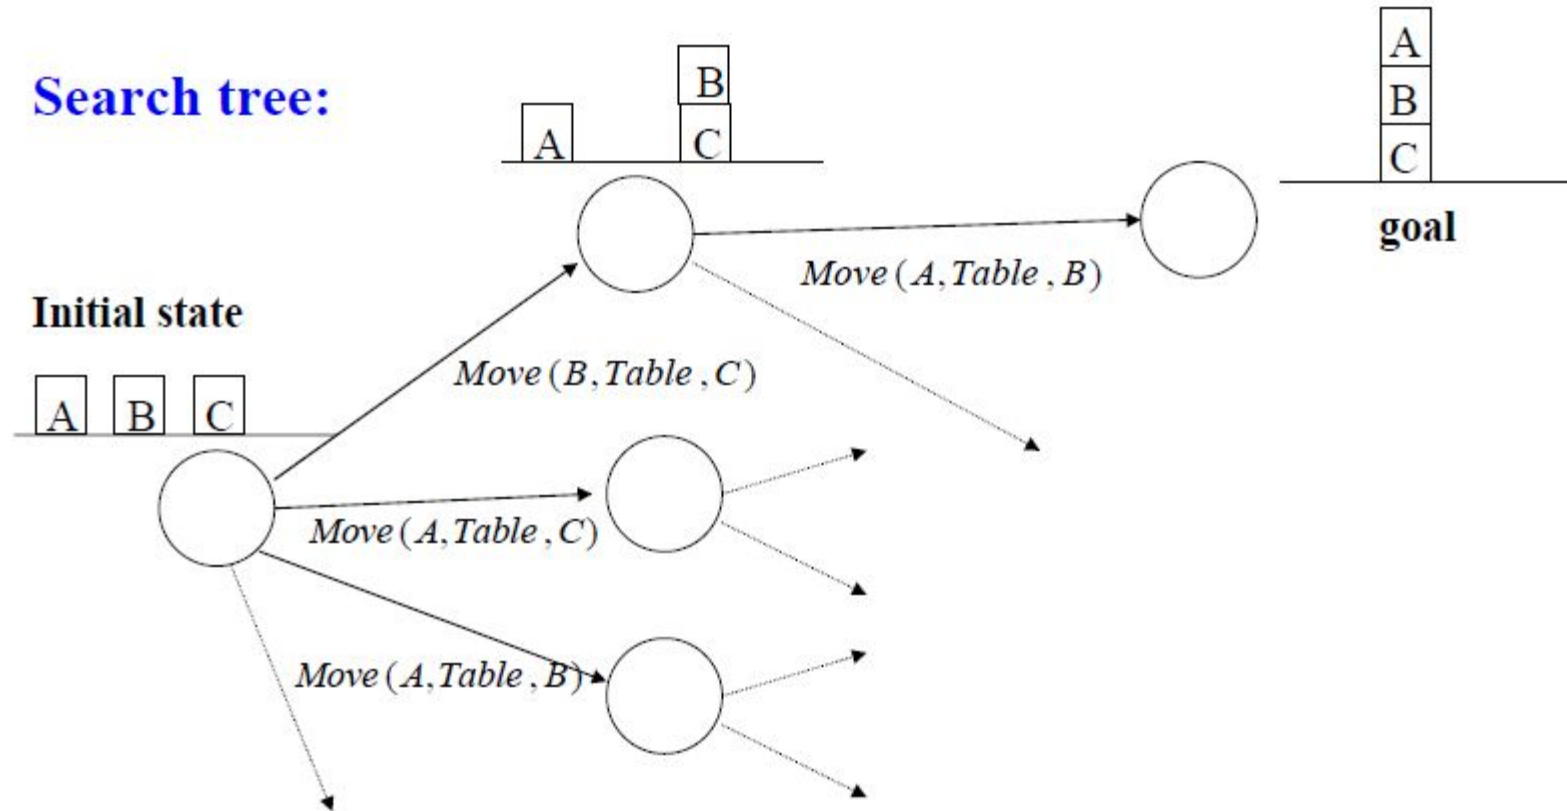 Search tree:
A
B
C
A
B
C
goal
Move (A,Table ,B)
Initial state
A B C
Move (B,Table ,C)
Move (A,Table ,C)
Move (A,Table ,B)